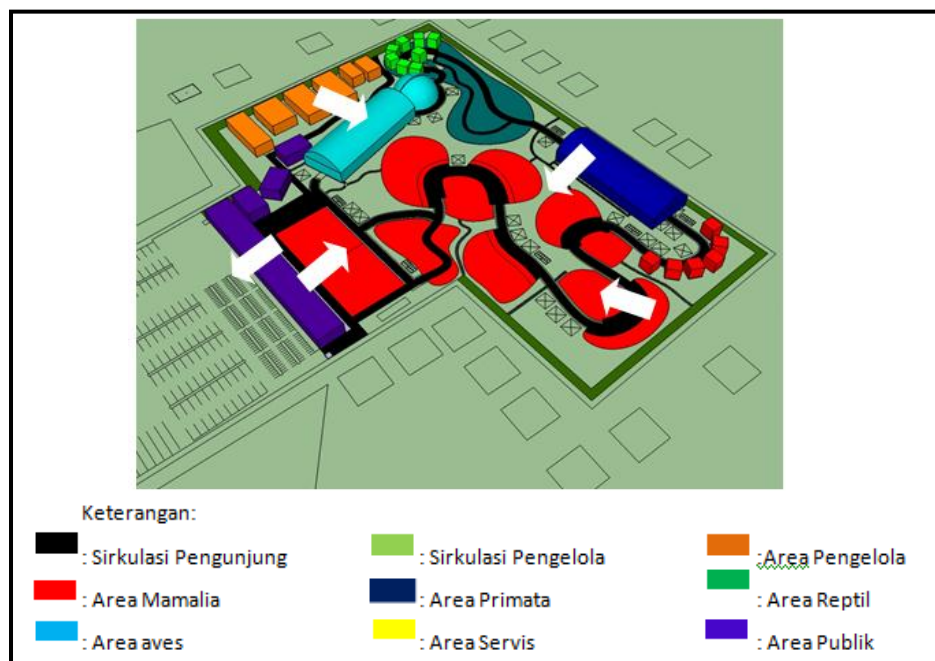 Keterangan:
: Sirkulasi Pengunjung : Sirkulasi Pengelola :Area Pengelola
: Area Mamalia : Area Primata : Area Reptil
: Area aves : Area Servis : Area Publik